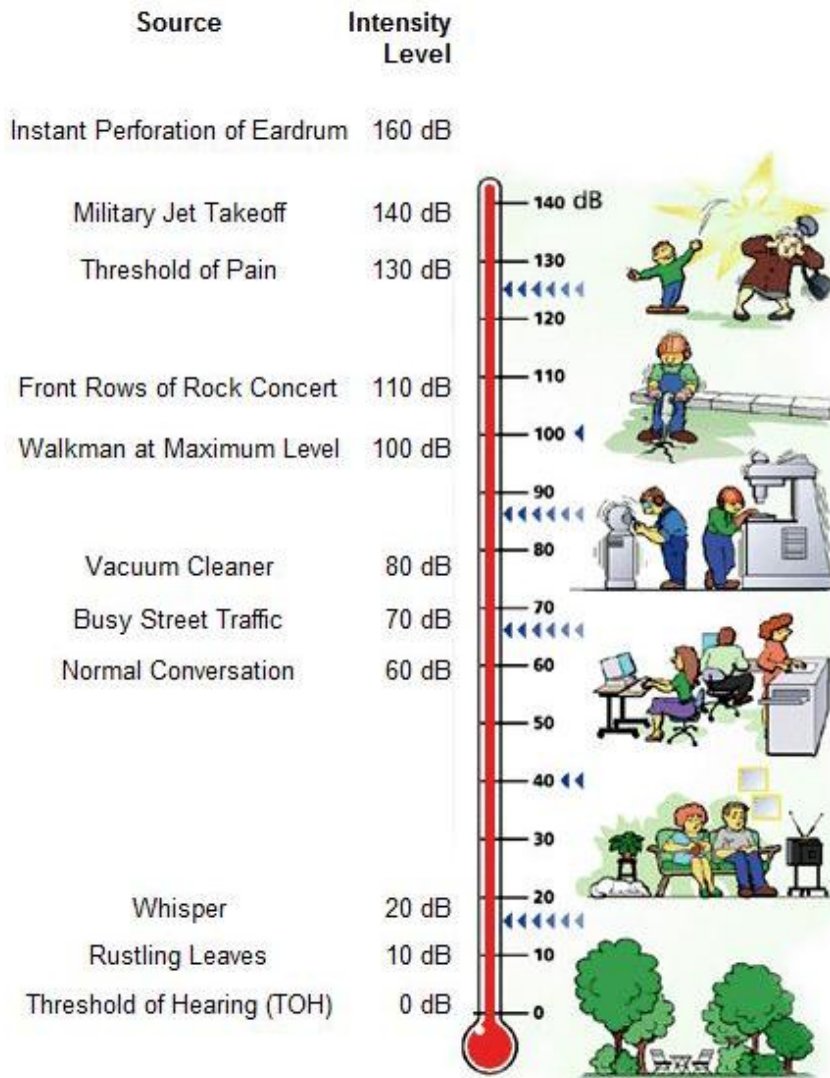 Source Intensity Level
Instant Perforation of Eardrum 160 dB
Military Jet Takeoff 140 dB
Threshold of Pain 130 dB
Front Rows of Rock Concert 110 dB
Walkman at Maximum Level 100 dB
Vacuum Cleaner 80 dB
Busy Street Traffic 70 dB
Normal Conversation 60 dB
Whisper 20 dB
Rustling Leaves 10 dB
Threshold of Hearing (TOH) 0 dB
140 dB
130
120
110
100
90
80
70
60
50
40
30
20
10
0